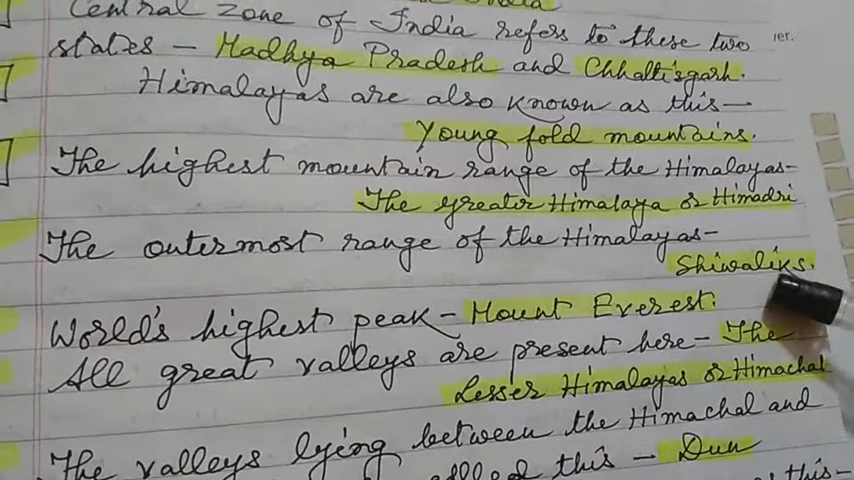 Central zone of India refers to these two
states - Madhya Pradesh and Chhattisgarh.
Himalayas are also known as this-
Young fold mountains.
The highest mountain range of the Himalayas-
The greater Himalaya or Himadri
The outermost range of the Himalayas-
Shiwaliks.
World's highest peak - Mount Everest.
All great valleys are present here - The
Lesser Himalayas or Himachal
The valleys lying between the Himachal and
this - Dun
this-